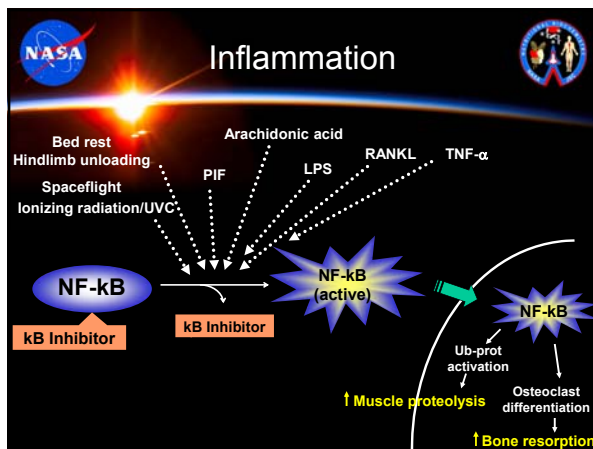 NASA
Inflammation
Arachidonic acid
Bed rest
Hindlimb unloading
RANKL
TNF-α
PIF
LPS
Spaceflight
Ionizing radiation/UVC
NF-kB
NF-kB
(active)
kB Inhibitor
kB Inhibitor
NF-kB
Ub-prot
activation
↑ Muscle proteolysis
Osteoclast
differentiation
↑ Bone resorption